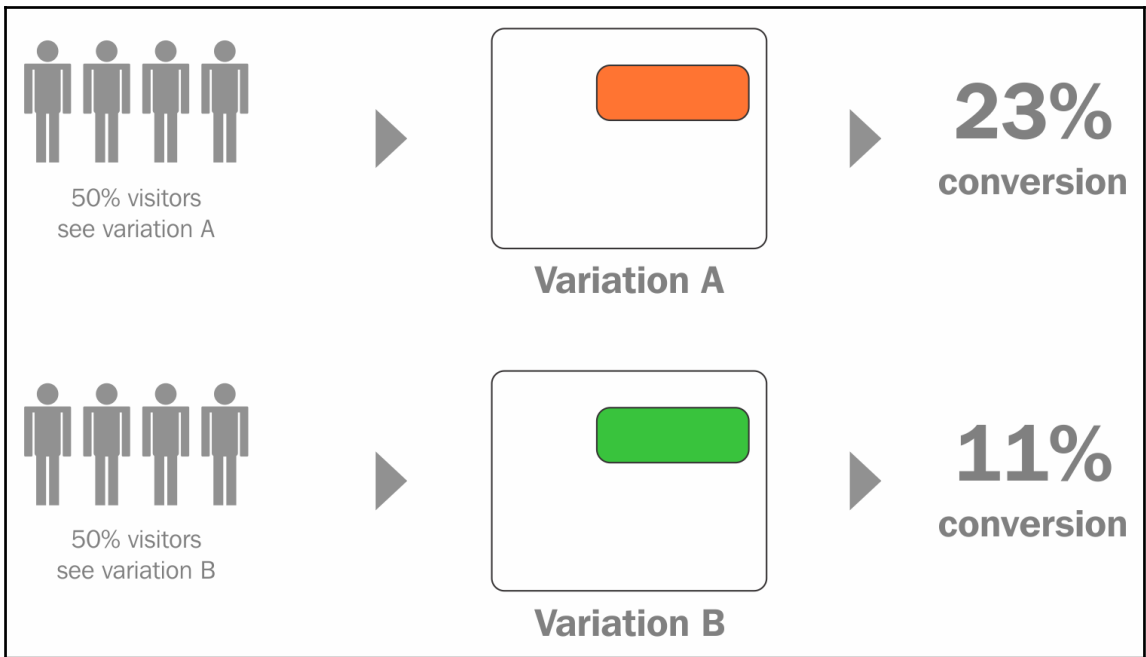 50% visitors
see variation A
Variation A
23%
conversion
50% visitors
see variation B
Variation B
11%
conversion